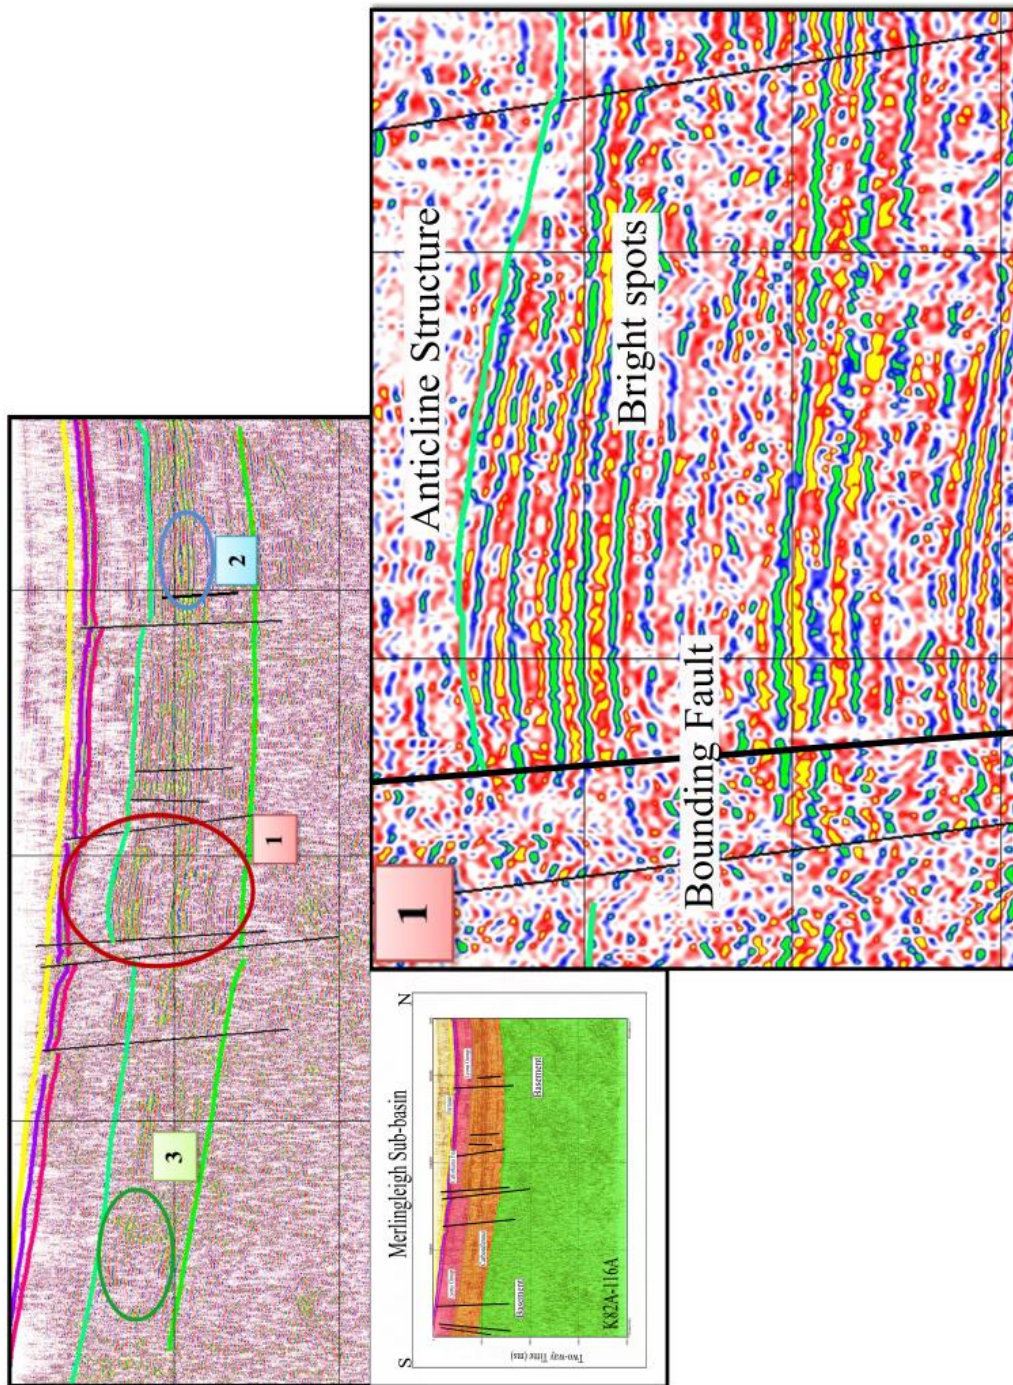 1
2
3
1
Anticline Structure
Bright spots
Bounding Fault
Merlingleigh Sub-basin
S
N
Two-way Time (ms)
Basement
Basement
K82A-116A